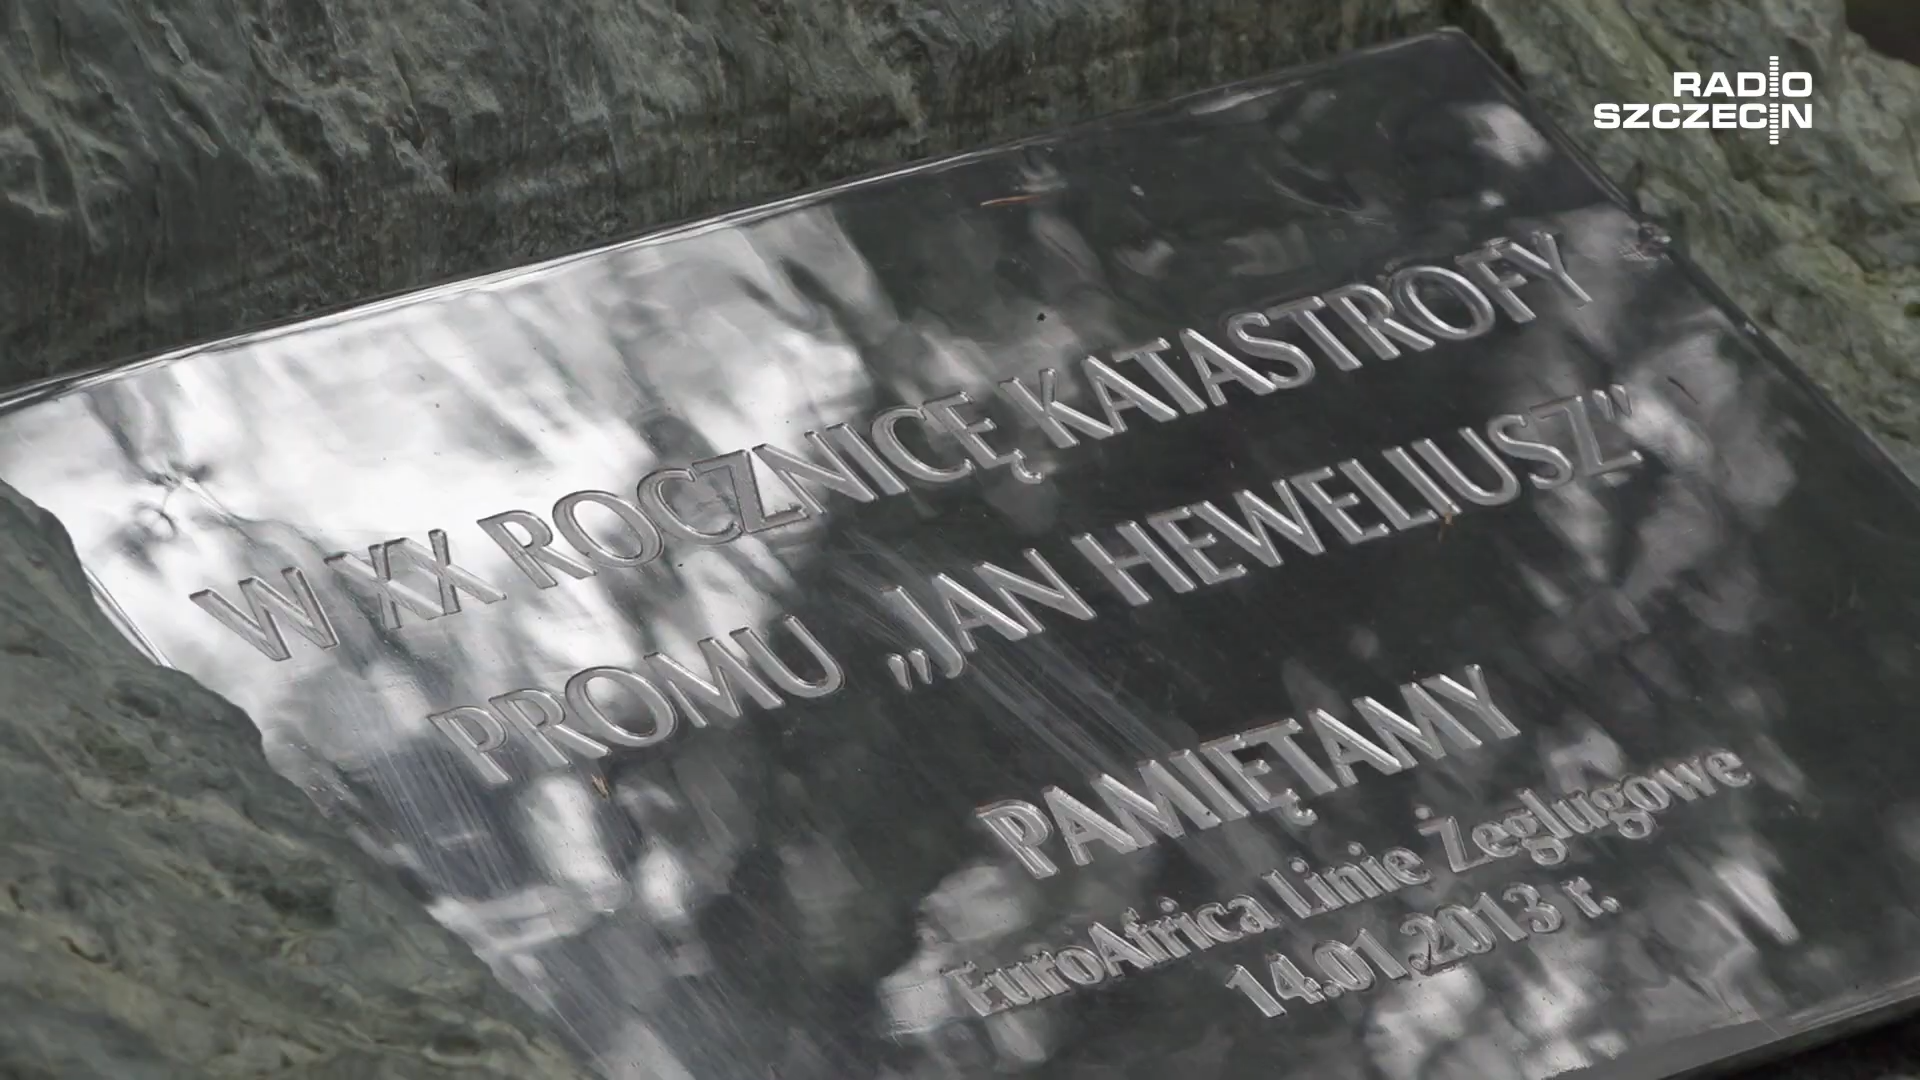 RADIO
SZCZECIN
W XX ROCZNICĘ KATASTROFY
PROMU „JAN HEWELIUSZ”
PAMIĘTAMY
EuroAfrica Linie Żeglugowe
14.01.2013 r.